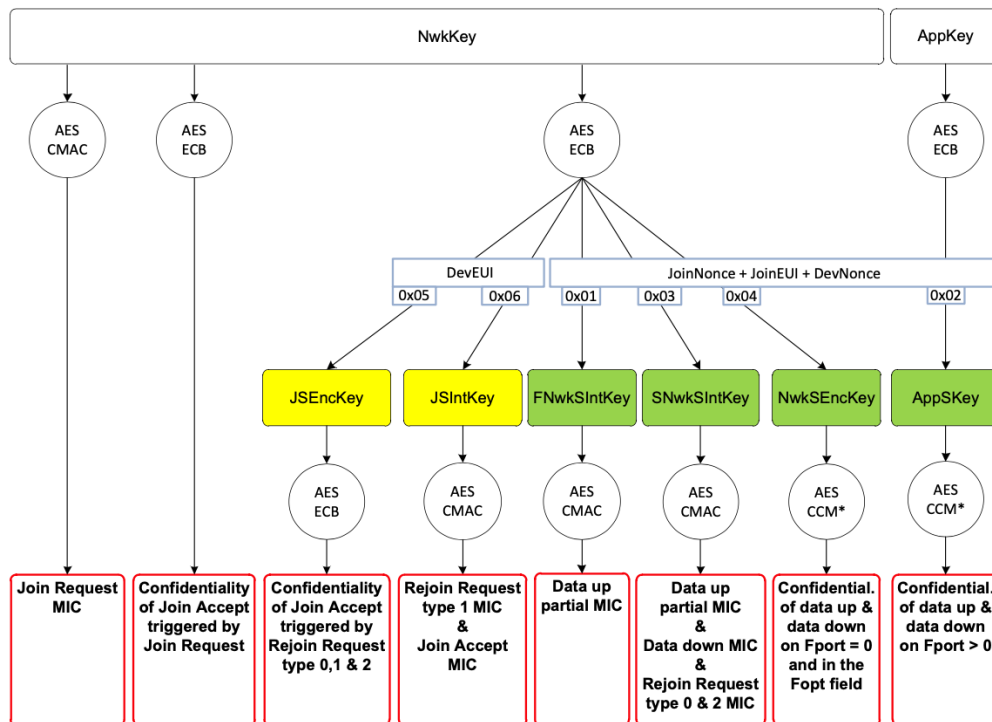 NwkKey
AppKey
AES
CMAC
AES
ECB
AES
ECB
AES
ECB
DevEUI
JoinNonce + JoinEUI + DevNonce
0x05
0x06
0x01
0x03
0x04
0x02
JSEncKey
JSIntKey
FNwkSIntKey
SNwkSIntKey
NwkSEncKey
AppSKey
AES
ECB
AES
CMAC
AES
CMAC
AES
CMAC
AES
CCM*
AES
CCM*
Join Request
MIC
Confidentiality
of Join Accept
triggered by
Join Request
Confidentiality
of Join Accept
triggered by
Rejoin Request
type 0,1 & 2
Rejoin Request
type 1 MIC
&
Join Accept
MIC
Data up
partial MIC
Data up
partial MIC
&
Data down MIC
&
Rejoin Request
type 0 & 2 MIC
Confidential.
of data up &
data down
on Fport = 0
and in the
Fopt field
Confidential.
of data up &
data down
on Fport > 0